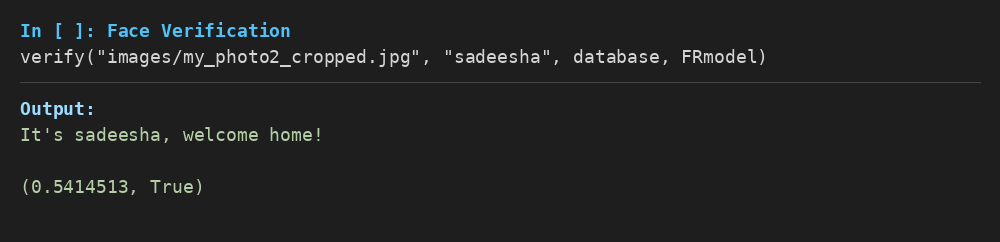 In [ ]: Face Verification
verify("images/my_photo2_cropped.jpg", "sadeesha", database, FRmodel)
Output:
It's sadeesha, welcome home!
(0.5414513, True)